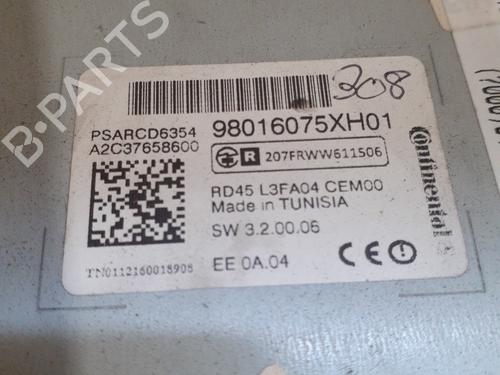 B-PARTS
308
PSARCD6354
A2C37658600
98016075XH01
R 207FRWW611506
RD45 L3FA04 CEM00
Made in TUNISIA
SW 3.2.00.06
TN0112160018908
EE 0A.04
CE
Continental